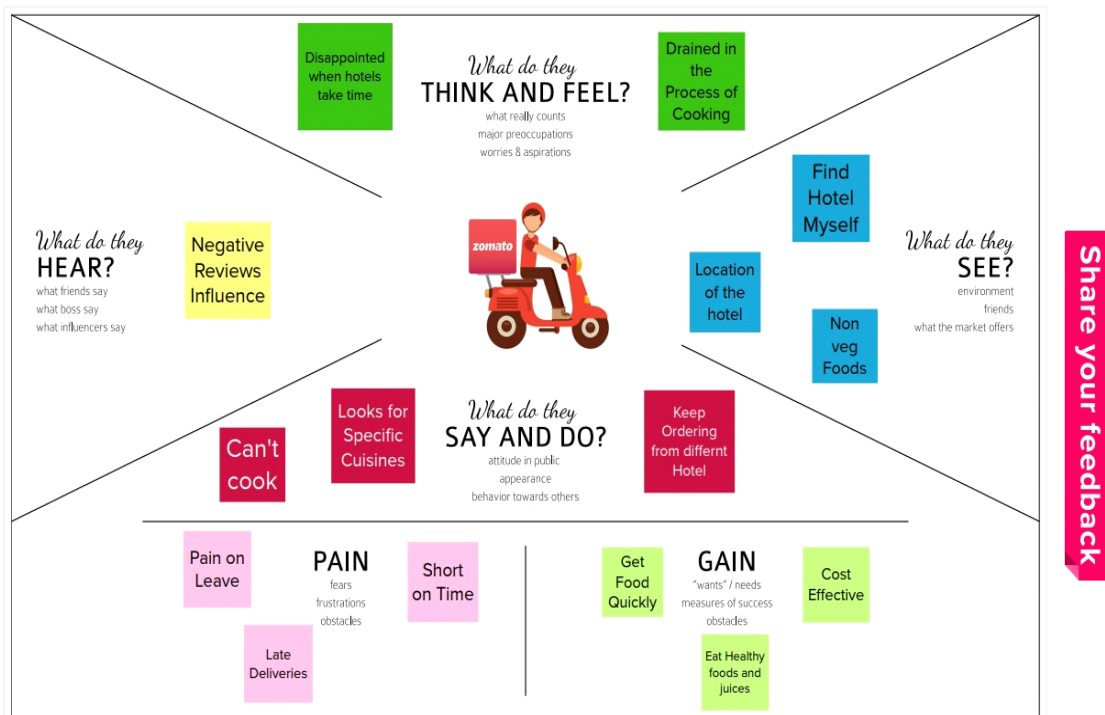 Disappointed
when hotels
take time
What do they
THINK AND FEEL?
what really counts
major preoccupations
worries & aspirations
Drained in
the
Process of
Cooking
What do they
HEAR?
what friends say
what boss say
what influencers say
Negative
Reviews
Influence
zomato
Find
Hotel
Myself
Location
of the
hotel
Non
veg
Foods
What do they
SEE?
environment
friends
what the market offers
Can't
cook
Looks for
Specific
Cuisines
What do they
SAY AND DO?
attitude in public
appearance
behavior towards others
Keep
Ordering
from differnt
Hotel
Pain on
Leave
PAIN
fears
frustrations
obstacles
Short
on Time
Late
Deliveries
Get
Food
Quickly
GAIN
"wants" / needs
measures of success
obstacles
Cost
Effective
Eat Healthy
foods and
juices
Share your feedback